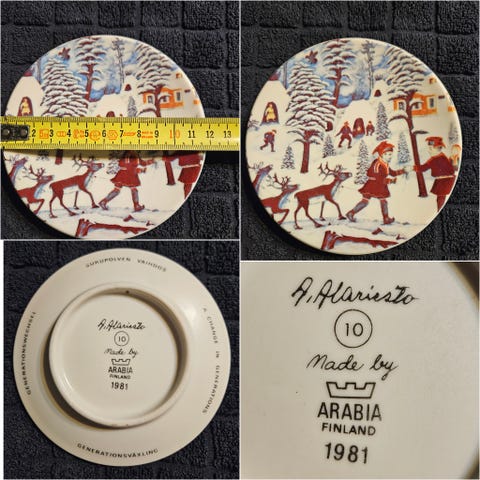 2 3 4 5 6 7 8 9 10 11 12 13
SUKUPOLVEN VAIHDOS
A CHANGE IN GENERATIONS
GENERATIONSVÄXLING
GENERATIONSWECHSEL
A. Alariesto
10
Made by
ARABIA
FINLAND
1981
A. Alariesto
10
Made by
ARABIA
FINLAND
1981